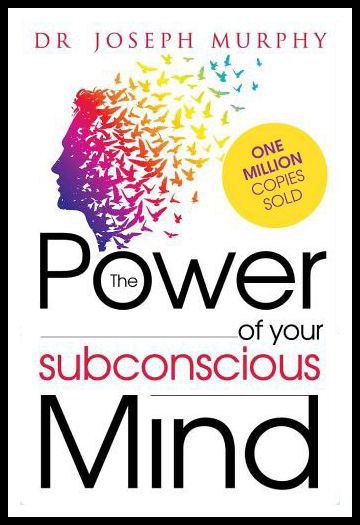 DR JOSEPH MURPHY
ONE
MILLION
COPIES
SOLD
The Power
of your
subconscious
Mind